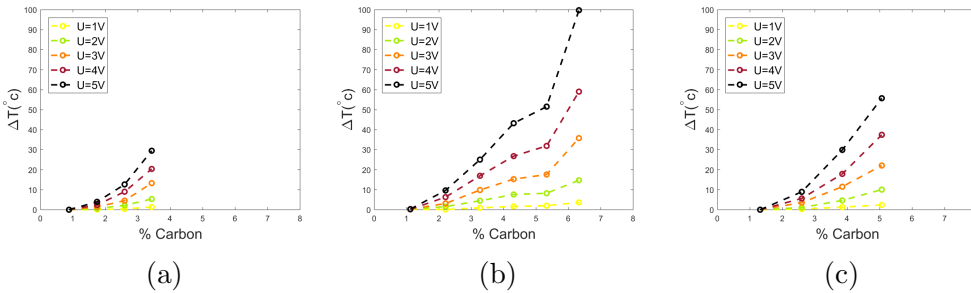 100
90
80
70
60
50
40
30
20
10
0
ΔT(°c)
U=1V
U=2V
U=3V
U=4V
U=5V
0 1 2 3 4 5 6 7 8
% Carbon
(a)
100
90
80
70
60
50
40
30
20
10
0
ΔT(°c)
U=1V
U=2V
U=3V
U=4V
U=5V
0 1 2 3 4 5 6 7 8
% Carbon
(b)
100
90
80
70
60
50
40
30
20
10
0
ΔT(°c)
U=1V
U=2V
U=3V
U=4V
U=5V
0 1 2 3 4 5 6 7
% Carbon
(c)